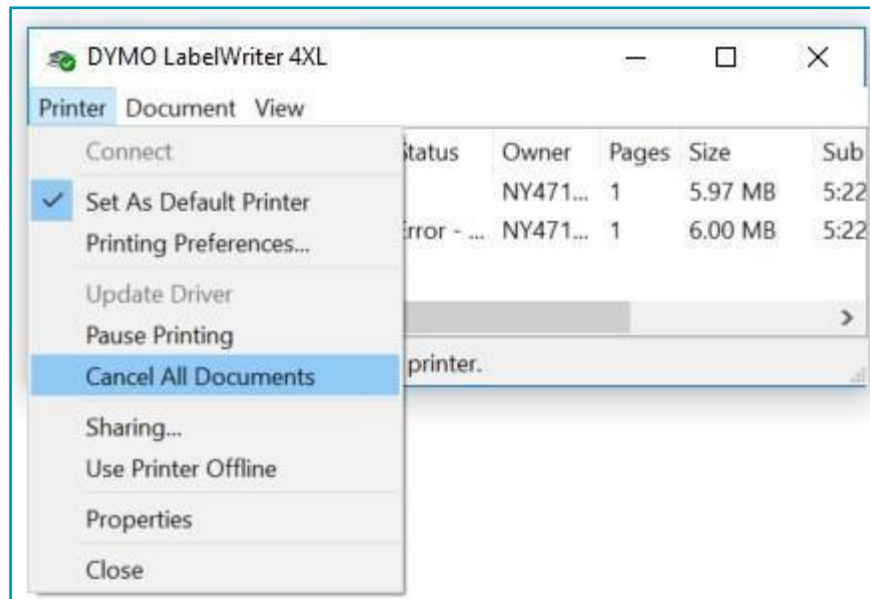 DYMO LabelWriter 4XL
Printer Document View
Connect
Set As Default Printer
Printing Preferences...
Update Driver
Pause Printing
Cancel All Documents
Sharing...
Use Printer Offline
Properties
Close
tatus Owner Pages Size Sub
NY471... 1 5.97 MB 5:22
rror - ... NY471... 1 6.00 MB 5:22
printer.